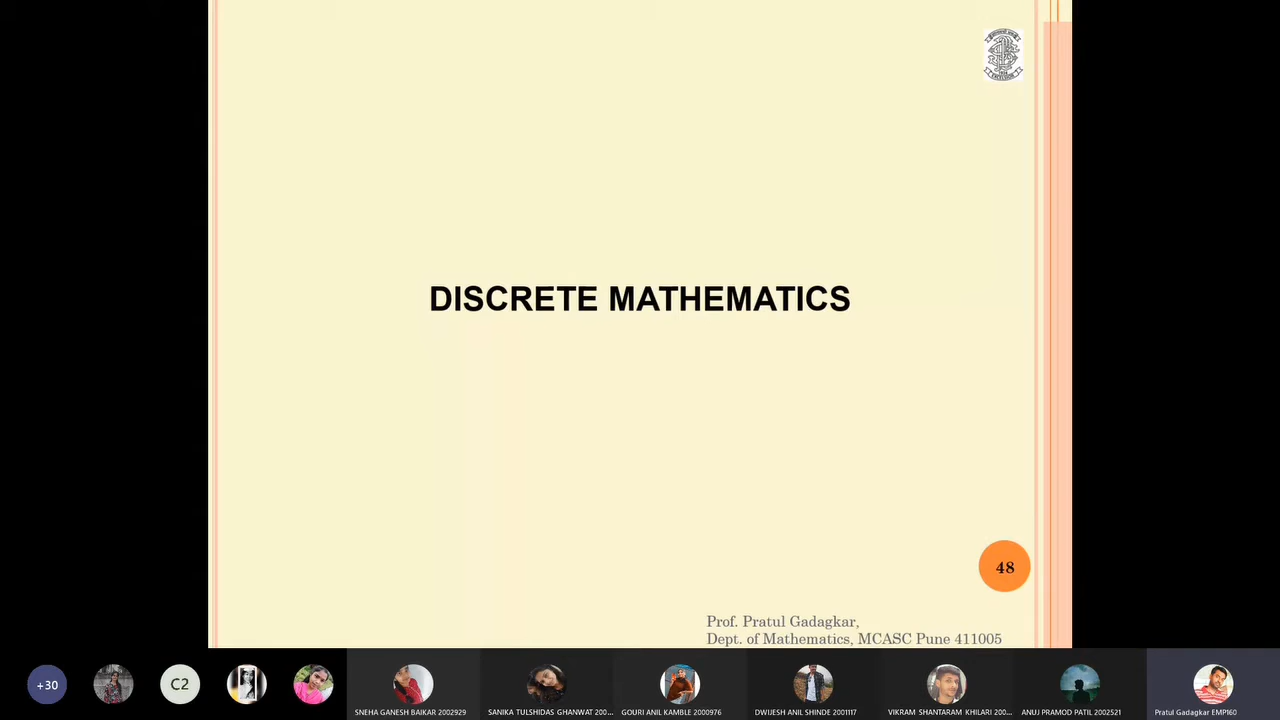 DISCRETE MATHEMATICS
48
Prof. Pratul Gadagkar,
Dept. of Mathematics, MCASC Pune 411005
+30
C2
SNEHA GANESH BAIKAR 2002929
SANIKA TULSHIDAS GHANWAT 200...
GOURI ANIL KAMBLE 2000976
DWIJESH ANIL SHINDE 2001117
VIKRAM SHANTARAM KHILARI 200...
ANUJ PRAMOD PATIL 2002521
Pratul Gadagkar EMP160